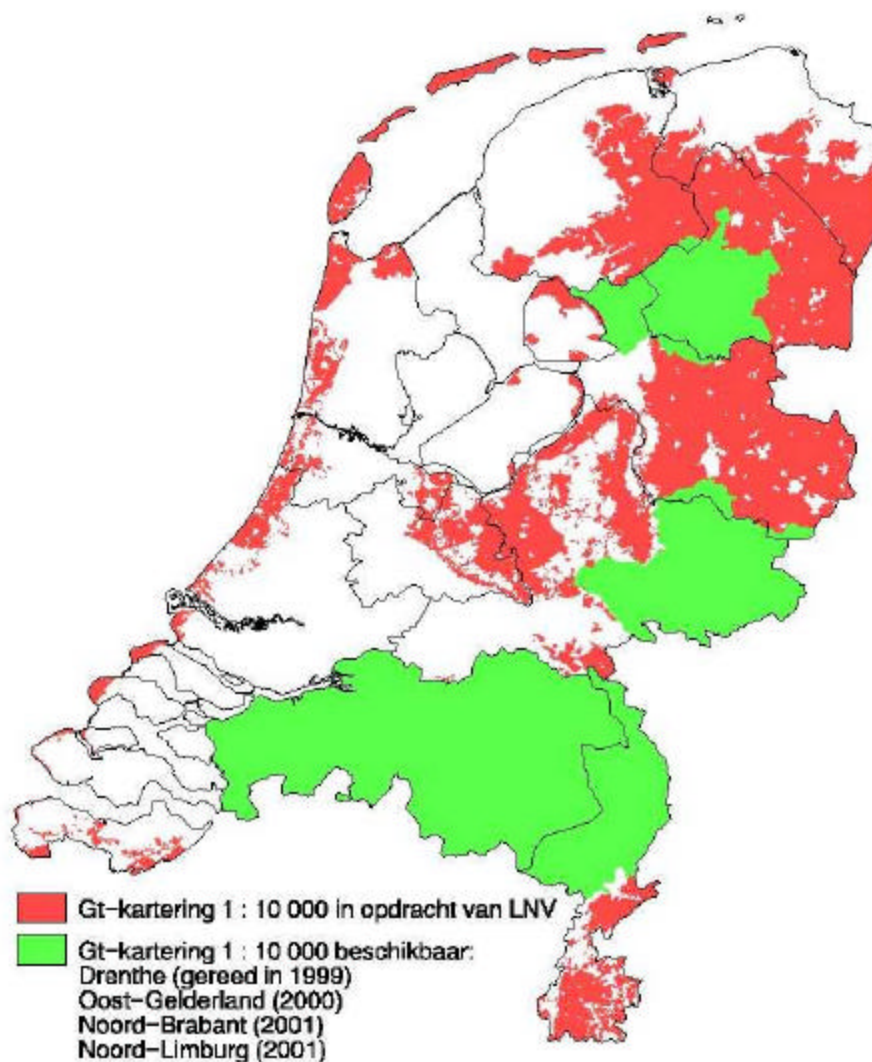 Gt-kartering 1 : 10 000 in opdracht van LNV
Gt-kartering 1 : 10 000 beschikbaar:
Drenthe (gereed in 1999)
Oost-Gelderland (2000)
Noord-Brabant (2001)
Noord-Limburg (2001)